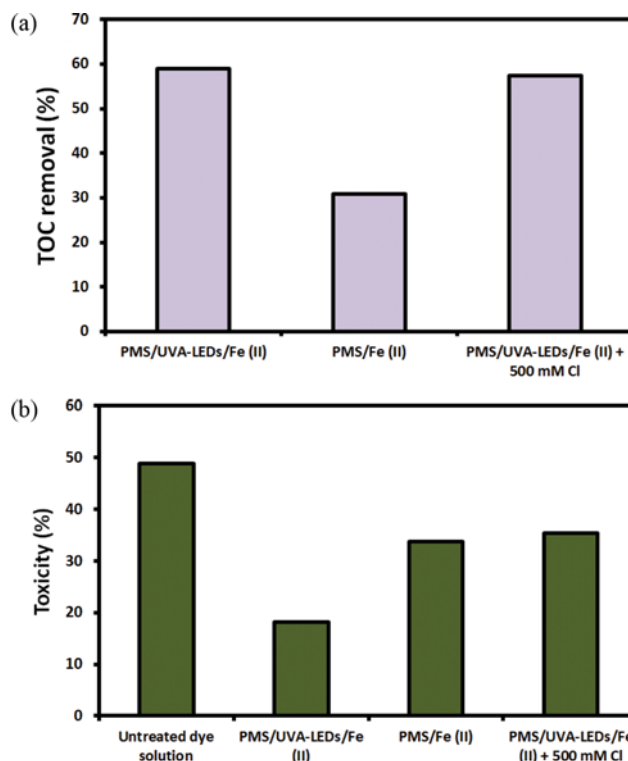 (a)
70
60
50
40
30
20
10
0
TOC removal (%)
PMS/UVA-LEDs/Fe (II)
PMS/Fe (II)
PMS/UVA-LEDs/Fe (II) +
500 mM Cl
(b)
60
50
40
30
20
10
0
Toxicity (%)
Untreated dye
solution
PMS/UVA-LEDs/Fe
(II)
PMS/Fe (II)
PMS/UVA-LEDs/Fe
(II) + 500 mM Cl